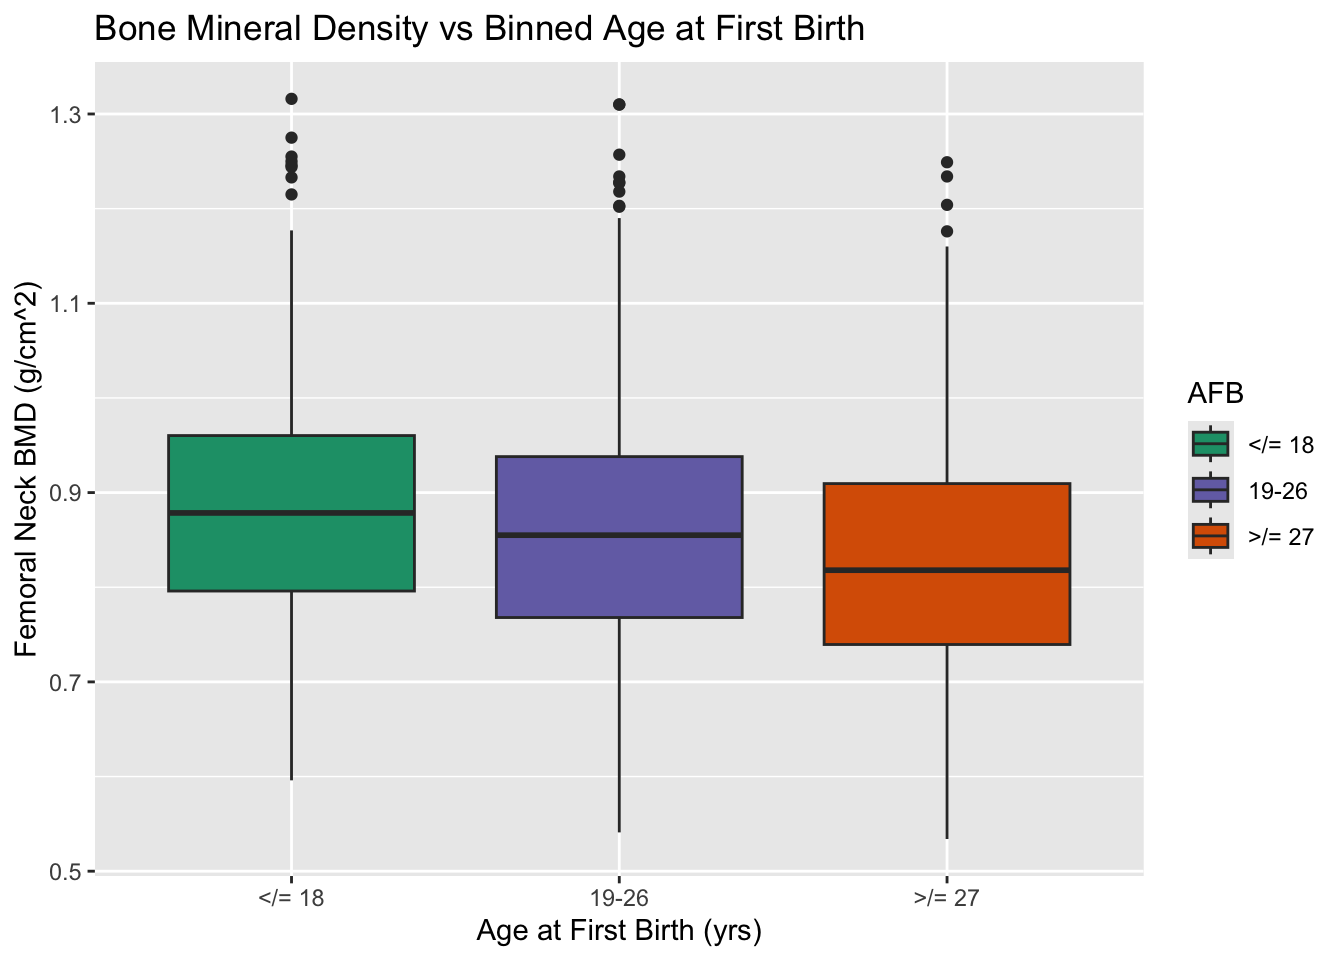 Bone Mineral Density vs Binned Age at First Birth
Femoral Neck BMD (g/cm^2)
1.3
1.1
0.9
0.7
0.5
</= 18
19-26
>/= 27
Age at First Birth (yrs)
AFB
</= 18
19-26
>/= 27